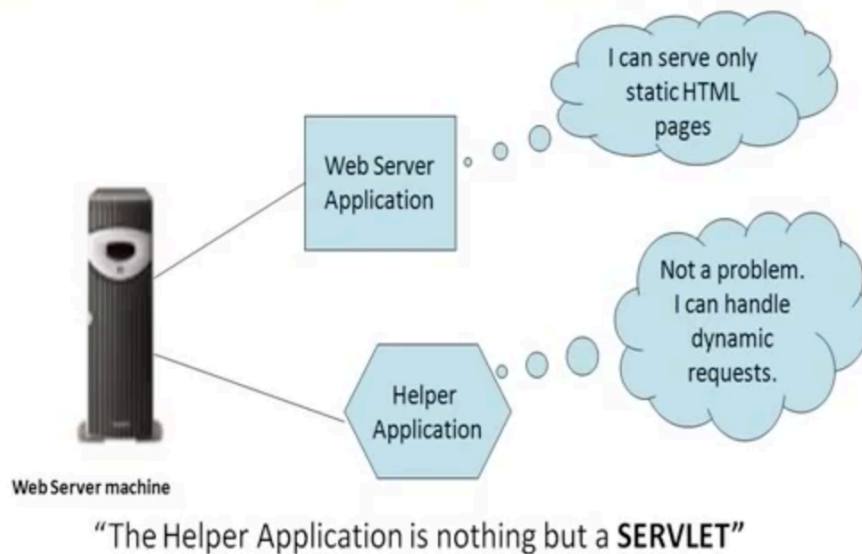 I can serve only
static HTML
pages
Web Server
Application
Not a problem.
I can handle
dynamic
requests.
Helper
Application
Web Server machine
“The Helper Application is nothing but a SERVLET”